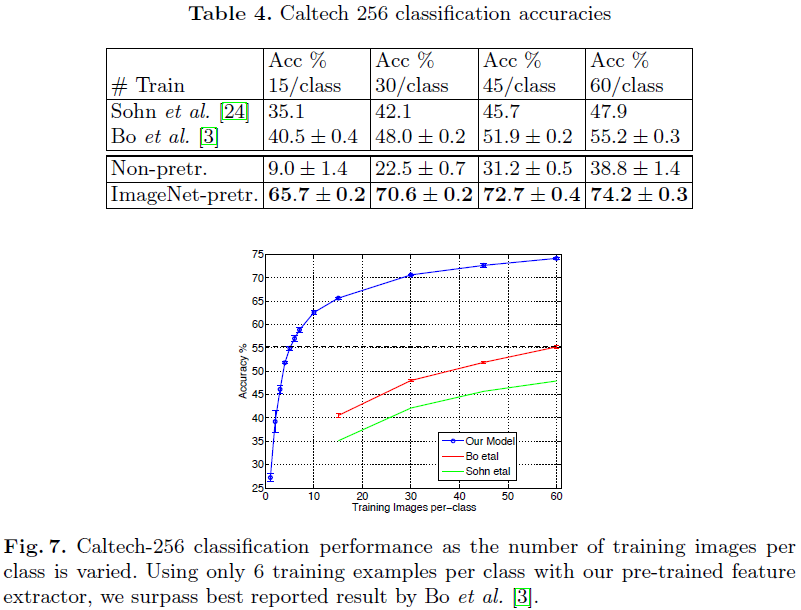 Table 4. Caltech 256 classification accuracies
Acc % Acc % Acc % Acc %
# Train 15/class 30/class 45/class 60/class
Sohn et al. [24] 35.1 42.1 45.7 47.9
Bo et al. [3] 40.5 ± 0.4 48.0 ± 0.2 51.9 ± 0.2 55.2 ± 0.3
Non-pretr. 9.0 ± 1.4 22.5 ± 0.7 31.2 ± 0.5 38.8 ± 1.4
ImageNet-pretr. 65.7 ± 0.2 70.6 ± 0.2 72.7 ± 0.4 74.2 ± 0.3
75
70
65
60
55
50
45
40
35
30
25
Accuracy %
Our Model
Bo etal
Sohn etal
0 10 20 30 40 50 60
Training Images per-class
Fig. 7. Caltech-256 classification performance as the number of training images per
class is varied. Using only 6 training examples per class with our pre-trained feature
extractor, we surpass best reported result by Bo et al. [3].